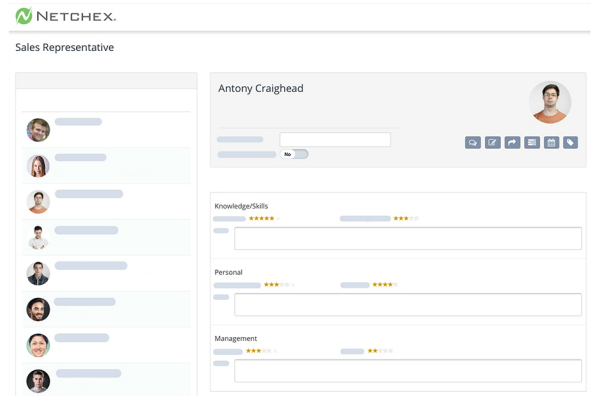 NETCHEX.
Sales Representative
Antony Craighead
No
Knowledge/Skills
Personal
Management